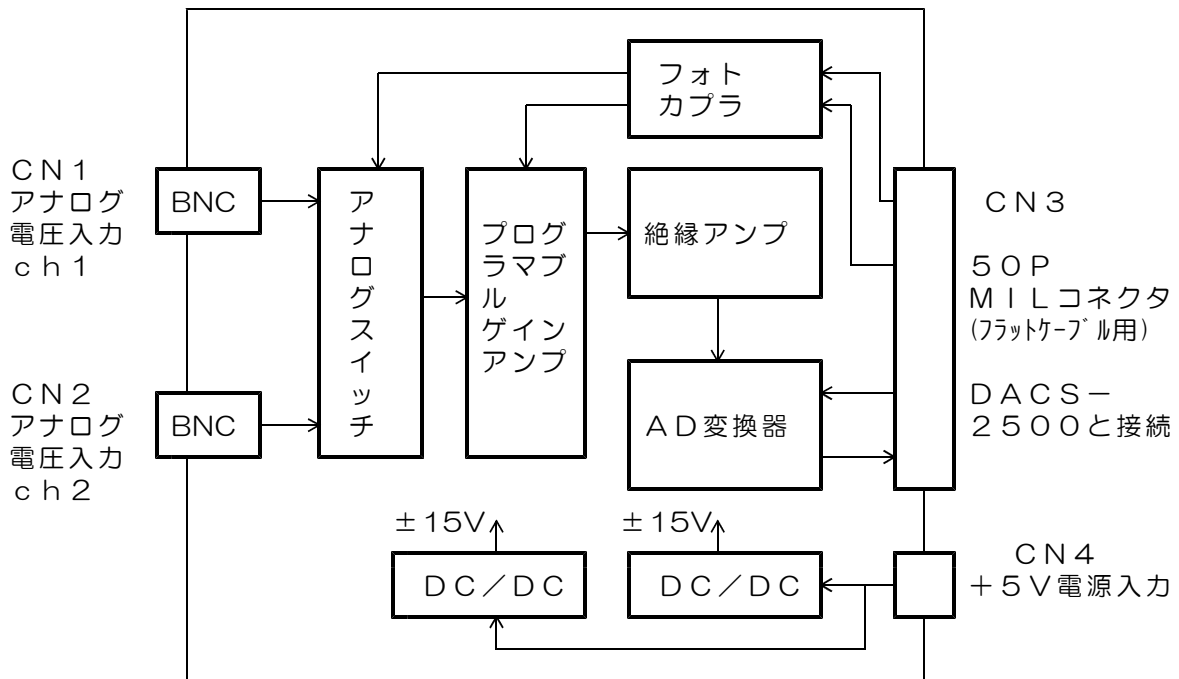 フォト
カプラ
CN1
アナログ
電圧入力
ch1
BNC
アナログスイッチ
プログ
ラマブ
ル
ゲイン
アンプ
絶縁アンプ
CN3
50P
MILコネクタ
(ﾌﾗｯﾄｹｰﾌﾞﾙ用)
DACS－
2500と接続
CN2
アナログ
電圧入力
ch2
BNC
AD変換器
±15V
±15V
DC／DC
DC／DC
CN4
＋5V電源入力